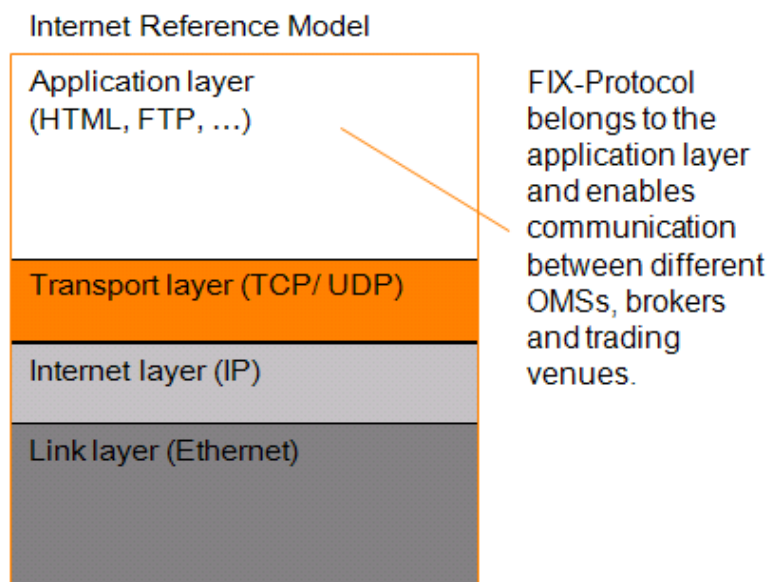 Internet Reference Model
Application layer
(HTML, FTP, ...)
FIX-Protocol
belongs to the
application layer
and enables
communication
between different
OMSs, brokers
and trading
venues.
Transport layer (TCP/ UDP)
Internet layer (IP)
Link layer (Ethernet)